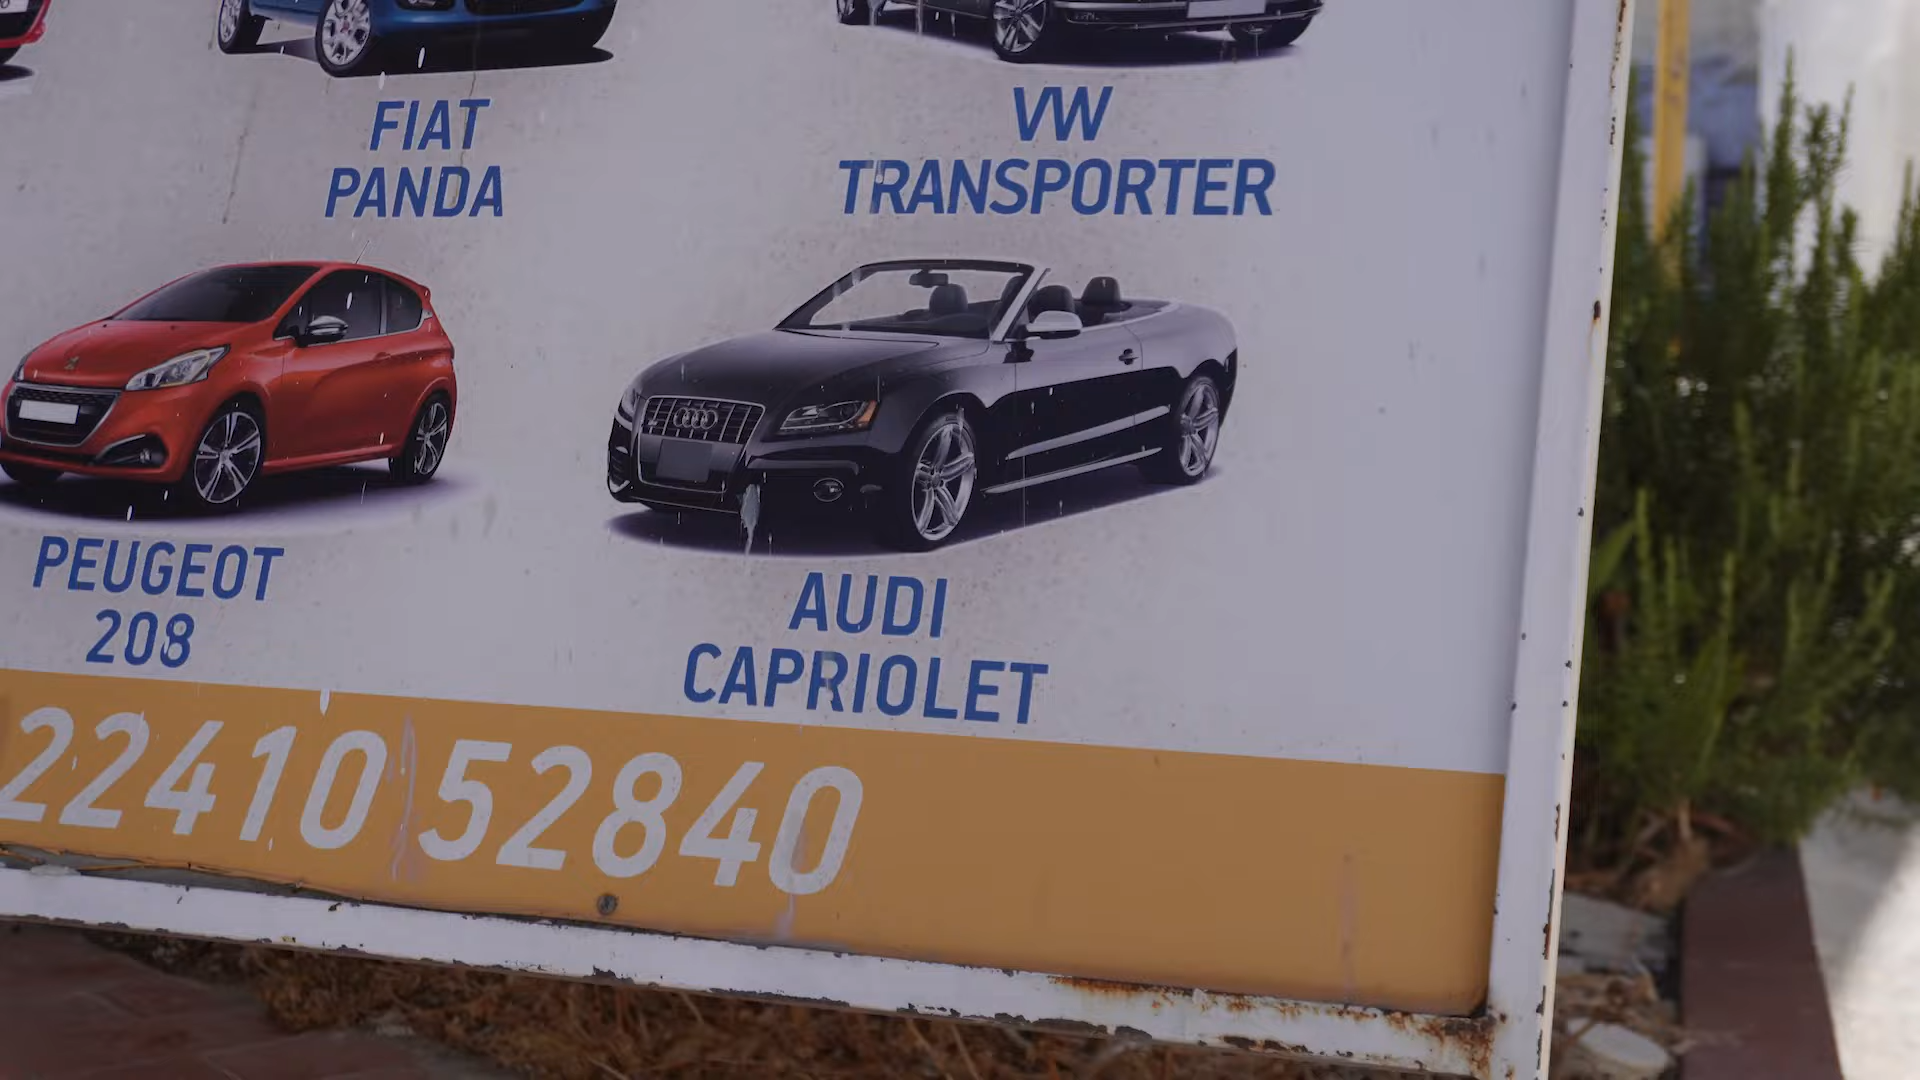 FIAT
PANDA
VW
TRANSPORTER
PEUGEOT
208
AUDI
CAPRIOLET
22410 52840